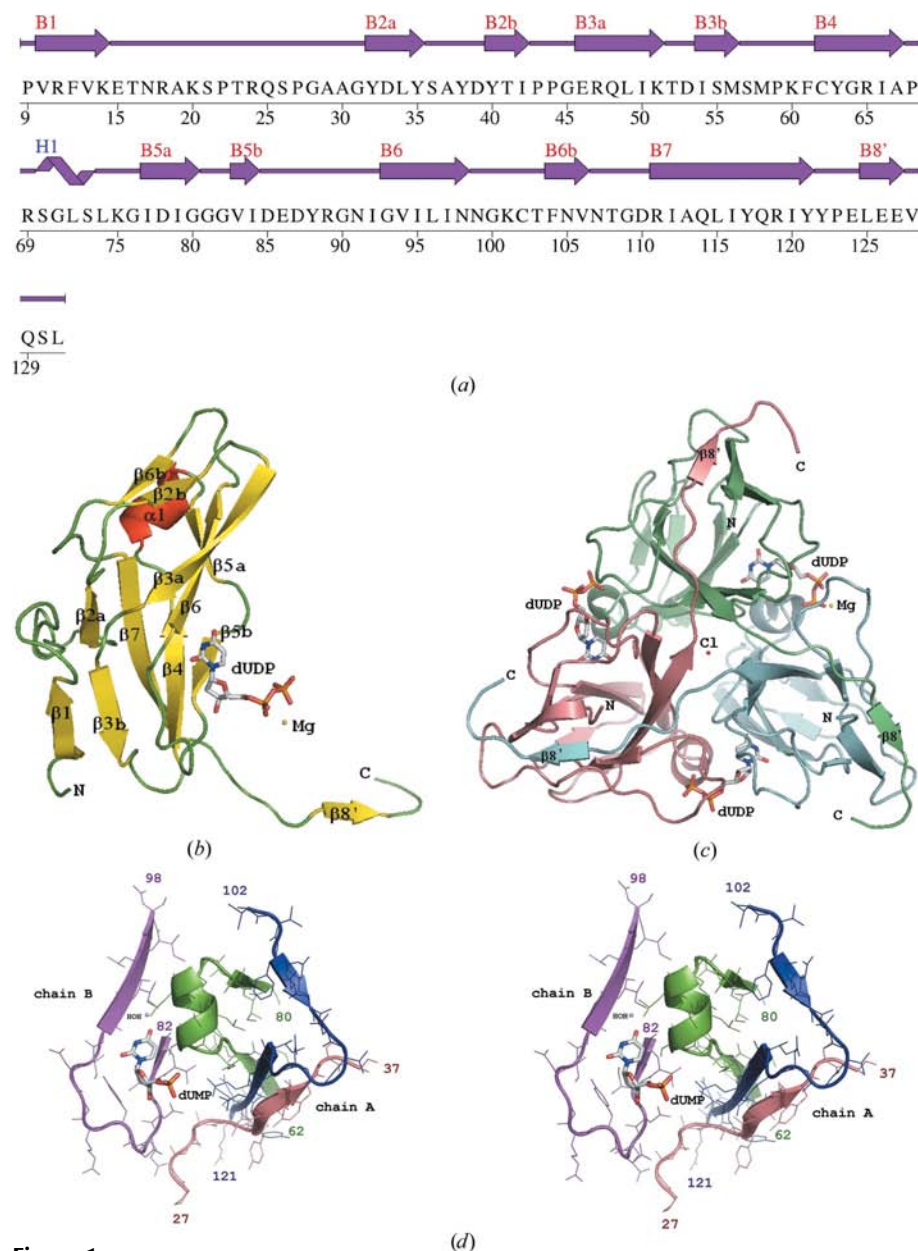 B1 B2a B2b B3a B3b B4
PVRFVKETNRAKSPTRQSPGAAGYDLYSAYDYTIPPGERQLIKTDISMSMPKFCYGRIAP
9 15 20 25 30 35 40 45 50 55 60 65
H1 B5a B5b B6 B6b B7 B8'
RSGLSLKGIDIGGGVIDEDYRGNIGVILINNGKCTFNVNTGDRIAQLIYQRIYYPELEEV
69 75 80 85 90 95 100 105 110 115 120 125
QSL
129
(a)
β6b
β2b
α1
β3a β5a
β2a β6
β7 β5b
β4 dUDP
β1 β3b Mg
N C
β8'
(b)
β8'
C
N
dUDP
dUDP Mg
Cl
C
N N
β8' β8'
dUDP C
(c)
98 102
chain B
HOH 80
82
dUMP 37
chain A
62
121
27
98 102
chain B
HOH 80
82
dUMP 37
chain A
62
121
27
(d)